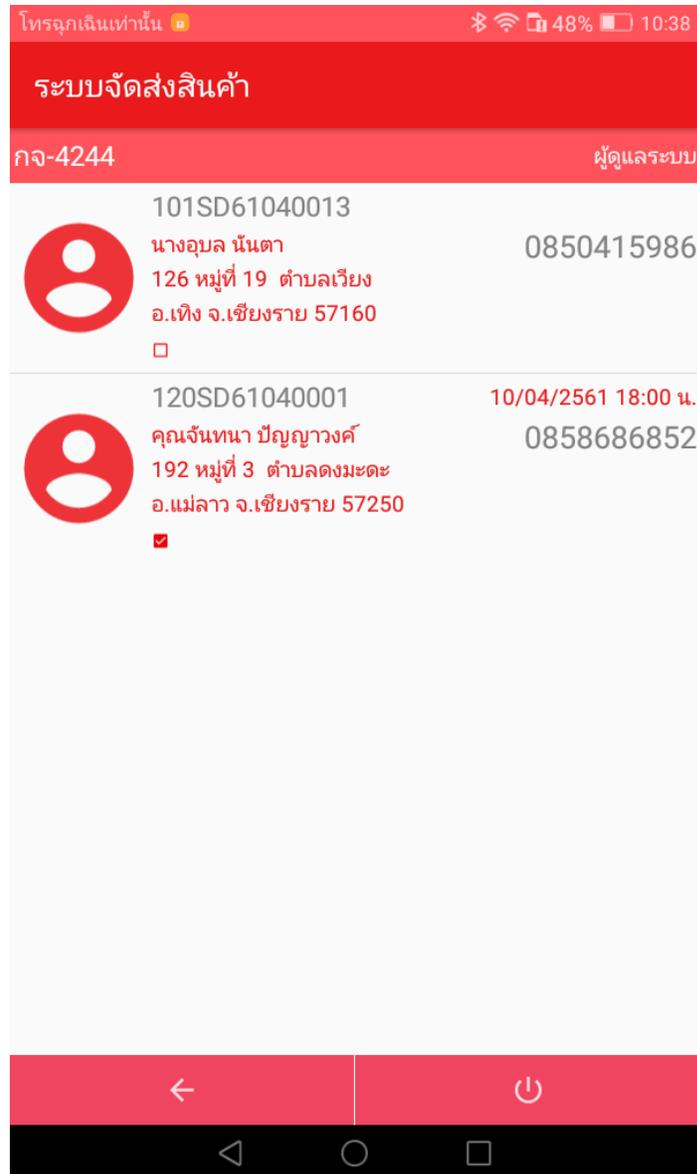 โทรฉุกเฉินเท่านั้น 48% 10:38
ระบบจัดส่งสินค้า
กจ-4244 ผู้ดูแลระบบ
101SD61040013
นางอุบล นันตา 0850415986
126 หมู่ที่ 19 ตำบลเวียง
อ.เทิง จ.เชียงราย 57160
120SD61040001 10/04/2561 18:00 น.
คุณจันทนา ปัญญาวงค์ 0858686852
192 หมู่ที่ 3 ตำบลดงมะดะ
อ.แม่ลาว จ.เชียงราย 57250